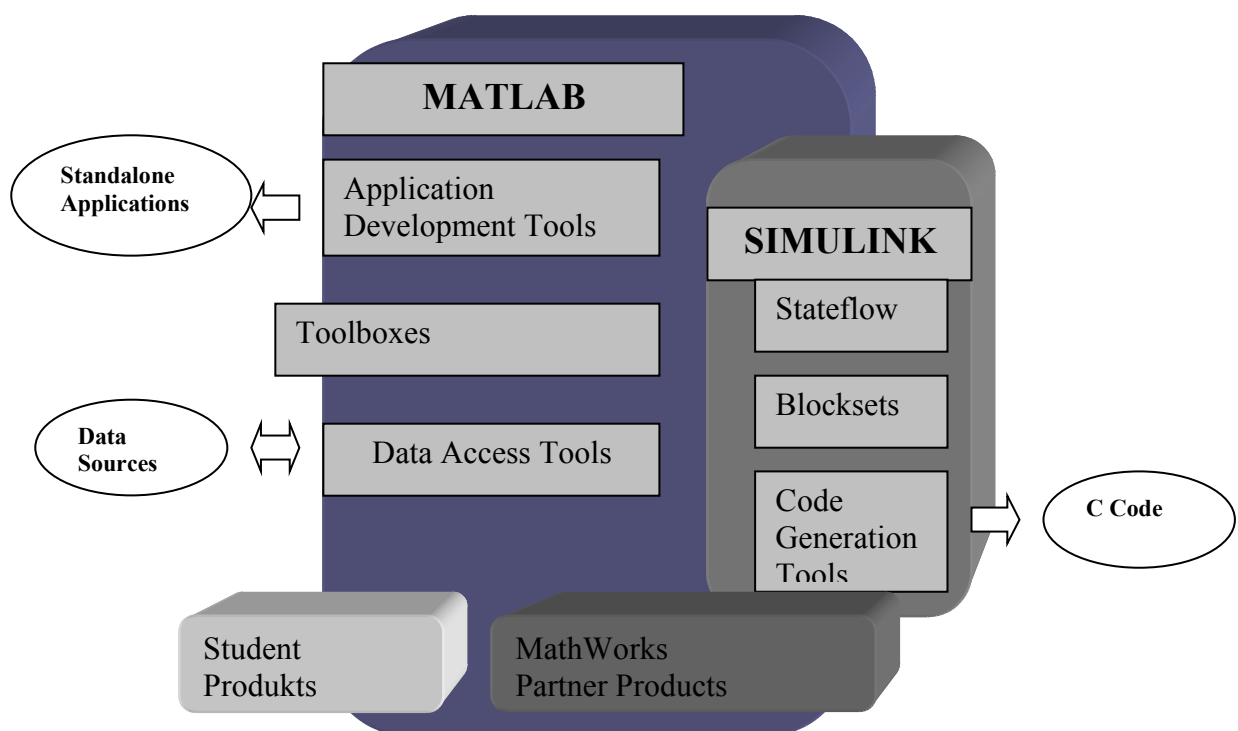 MATLAB
Standalone
Applications
Application
Development Tools
SIMULINK
Stateflow
Toolboxes
Blocksets
Data
Sources
Data Access Tools
Code
Generation
Tools
C Code
Student
Produkts
MathWorks
Partner Products